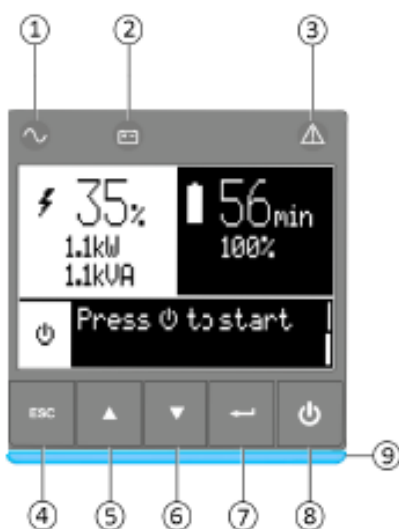 ① ② ③
35%
1.1kW
1.1kVA
56min
100%
Press ⏻ to start
ESC
⑨
④ ⑤ ⑥ ⑦ ⑧